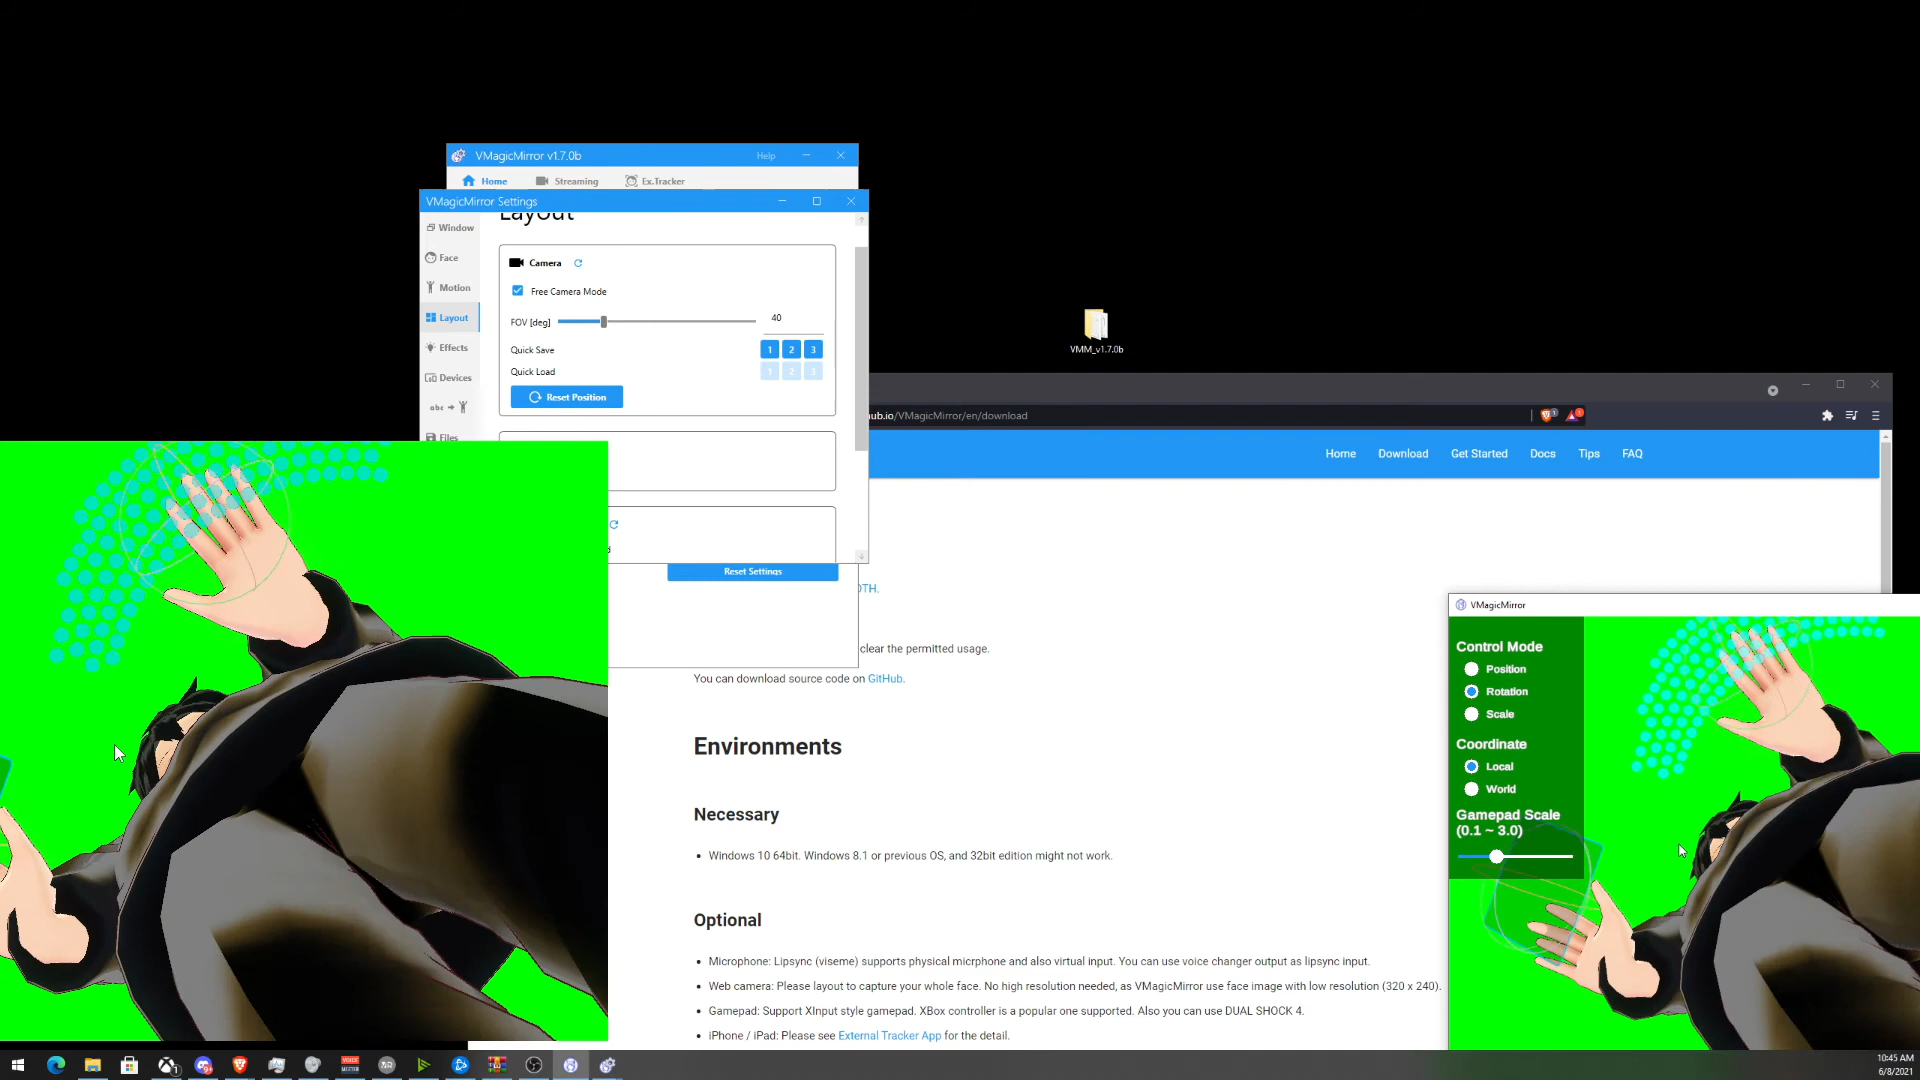 VMagicMirror v1.7.0b
Help
Home
Streaming
Ex.Tracker
VMagicMirror Settings
Layout
Window
Face
Motion
Layout
Effects
Devices
abc
Files
Camera
Free Camera Mode
FOV [deg]
40
Quick Save
1 2 3
Quick Load
1 2 3
Reset Position
Reset Settings
VMM_v1.7.0b
hub.io/VMagicMirror/en/download
Home
Download
Get Started
Docs
Tips
FAQ
OTH.
clear the permitted usage.
You can download source code on GitHub.
Environments
Necessary
• Windows 10 64bit. Windows 8.1 or previous OS, and 32bit edition might not work.
Optional
• Microphone: Lipsync (viseme) supports physical micrphone and also virtual input. You can use voice changer output as lipsync input.
• Web camera: Please layout to capture your whole face. No high resolution needed, as VMagicMirror use face image with low resolution (320 x 240).
• Gamepad: Support XInput style gamepad. XBox controller is a popular one supported. Also you can use DUAL SHOCK 4.
• iPhone / iPad: Please see External Tracker App for the detail.
VMagicMirror
Control Mode
Position
Rotation
Scale
Coordinate
Local
World
Gamepad Scale
(0.1 ~ 3.0)
10:45 AM
6/8/2021